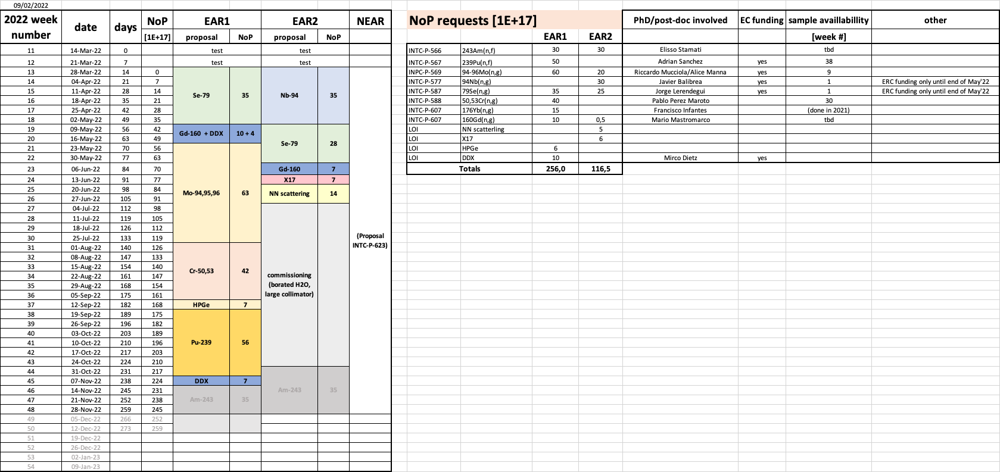 09/02/2022
2022 week number | date | days | NoP [1E+17] | EAR1 proposal | EAR1 NoP | EAR2 proposal | EAR2 NoP | NEAR
11 14-Mar-22 0 test test
12 21-Mar-22 7 test test
13 28-Mar-22 14 0
14 04-Apr-22 21 7
15 11-Apr-22 28 14 Se-79 35 Nb-94 35
16 18-Apr-22 35 21
17 25-Apr-22 42 28
18 02-May-22 49 35
19 09-May-22 56 42 Gd-160 + DDX 10 + 4
20 16-May-22 63 49 Se-79 28
21 23-May-22 70 56
22 30-May-22 77 63
23 06-Jun-22 84 70 Gd-160 7
24 13-Jun-22 91 77 X17 7
25 20-Jun-22 98 84 Mo-94,95,96 63 NN scattering 14
26 27-Jun-22 105 91
27 04-Jul-22 112 98
28 11-Jul-22 119 105
29 18-Jul-22 126 112
30 25-Jul-22 133 119 (Proposal
31 01-Aug-22 140 126 INTC-P-623)
32 08-Aug-22 147 133
33 15-Aug-22 154 140 Cr-50,53 42
34 22-Aug-22 161 147 commissioning
35 29-Aug-22 168 154 (borated H2O,
36 05-Sep-22 175 161 large collimator)
37 12-Sep-22 182 168 HPGe 7
38 19-Sep-22 189 175
39 26-Sep-22 196 182
40 03-Oct-22 203 189
41 10-Oct-22 210 196 Pu-239 56
42 17-Oct-22 217 203
43 24-Oct-22 224 210
44 31-Oct-22 231 217
45 07-Nov-22 238 224 DDX 7
46 14-Nov-22 245 231 Am-243 35
47 21-Nov-22 252 238 Am-243 35
48 28-Nov-22 259 245
49 05-Dec-22 266 252
50 12-Dec-22 273 259
51 19-Dec-22
52 26-Dec-22
53 02-Jan-23
54 09-Jan-23
NoP requests [1E+17] PhD/post-doc involved EC funding sample availlability other
EAR1 EAR2 [week #]
INTC-P-566 243Am(n,f) 30 30 Elisso Stamati tbd
INTC-P-567 239Pu(n,f) 50 Adrian Sanchez yes 38
INPC-P-569 94-96Mo(n,g) 60 20 Riccardo Mucciola/Alice Manna yes 9
INTC-P-577 94Nb(n,g) 30 Javier Balibrea yes 1 ERC funding only until end of May'22
INTC-P-587 79Se(n,g) 35 25 Jorge Lerendegui yes 1 ERC funding only until end of May'22
INTC-P-588 50,53Cr(n,g) 40 Pablo Perez Maroto 30
INTC-P-607 176Yb(n,g) 15 Francisco Infantes (done in 2021)
INTC-P-607 160Gd(n,g) 10 0,5 Mario Mastromarco tbd
LOI NN scatterling 5
LOI X17 6
LOI HPGe 6
LOI DDX 10 Mirco Dietz yes
Totals 256,0 116,5